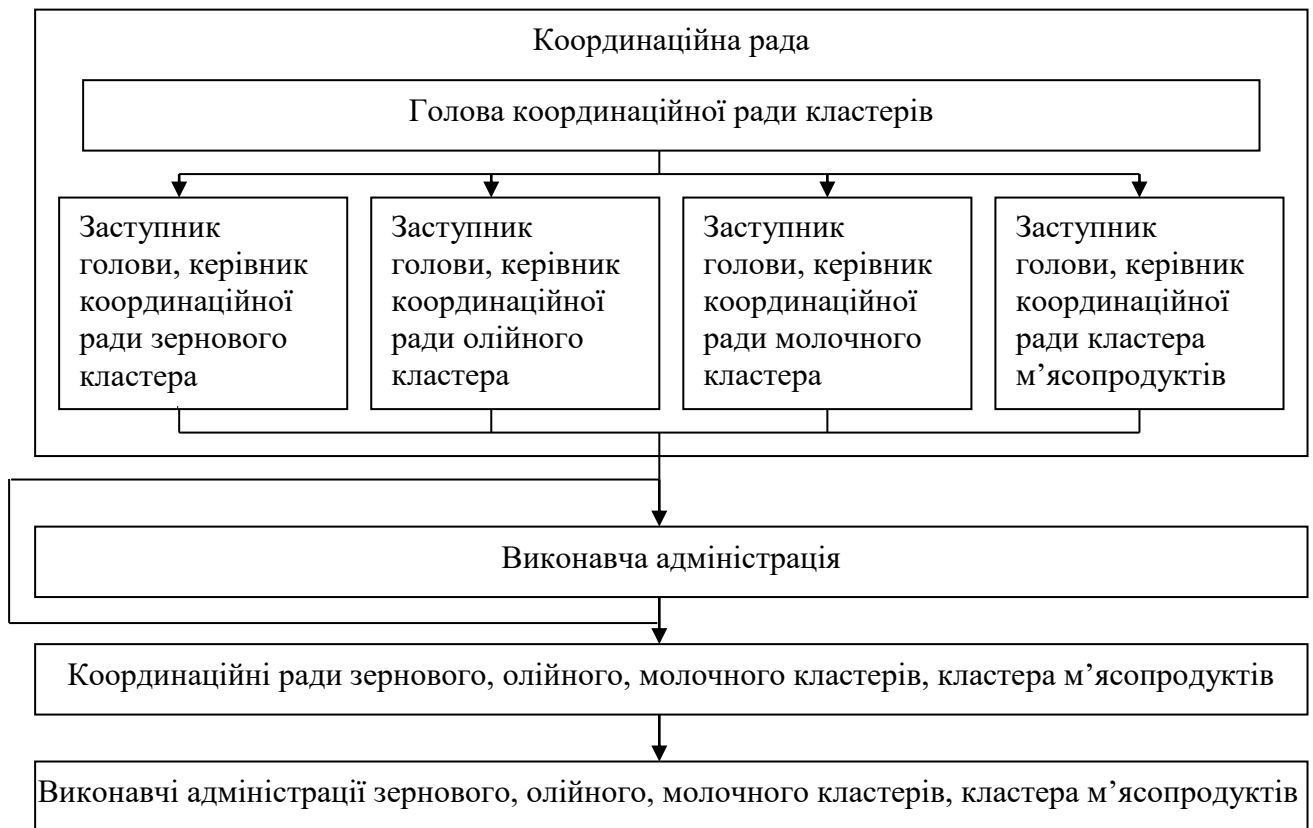 Координаційна рада
Голова координаційної ради кластерів
Заступник
голови, керівник
координаційної
ради зернового
кластера
Заступник
голови, керівник
координаційної
ради олійного
кластера
Заступник
голови, керівник
координаційної
ради молочного
кластера
Заступник
голови, керівник
координаційної
ради кластера
м’ясопродуктів
Виконавча адміністрація
Координаційні ради зернового, олійного, молочного кластерів, кластера м’ясопродуктів
Виконавчі адміністрації зернового, олійного, молочного кластерів, кластера м’ясопродуктів